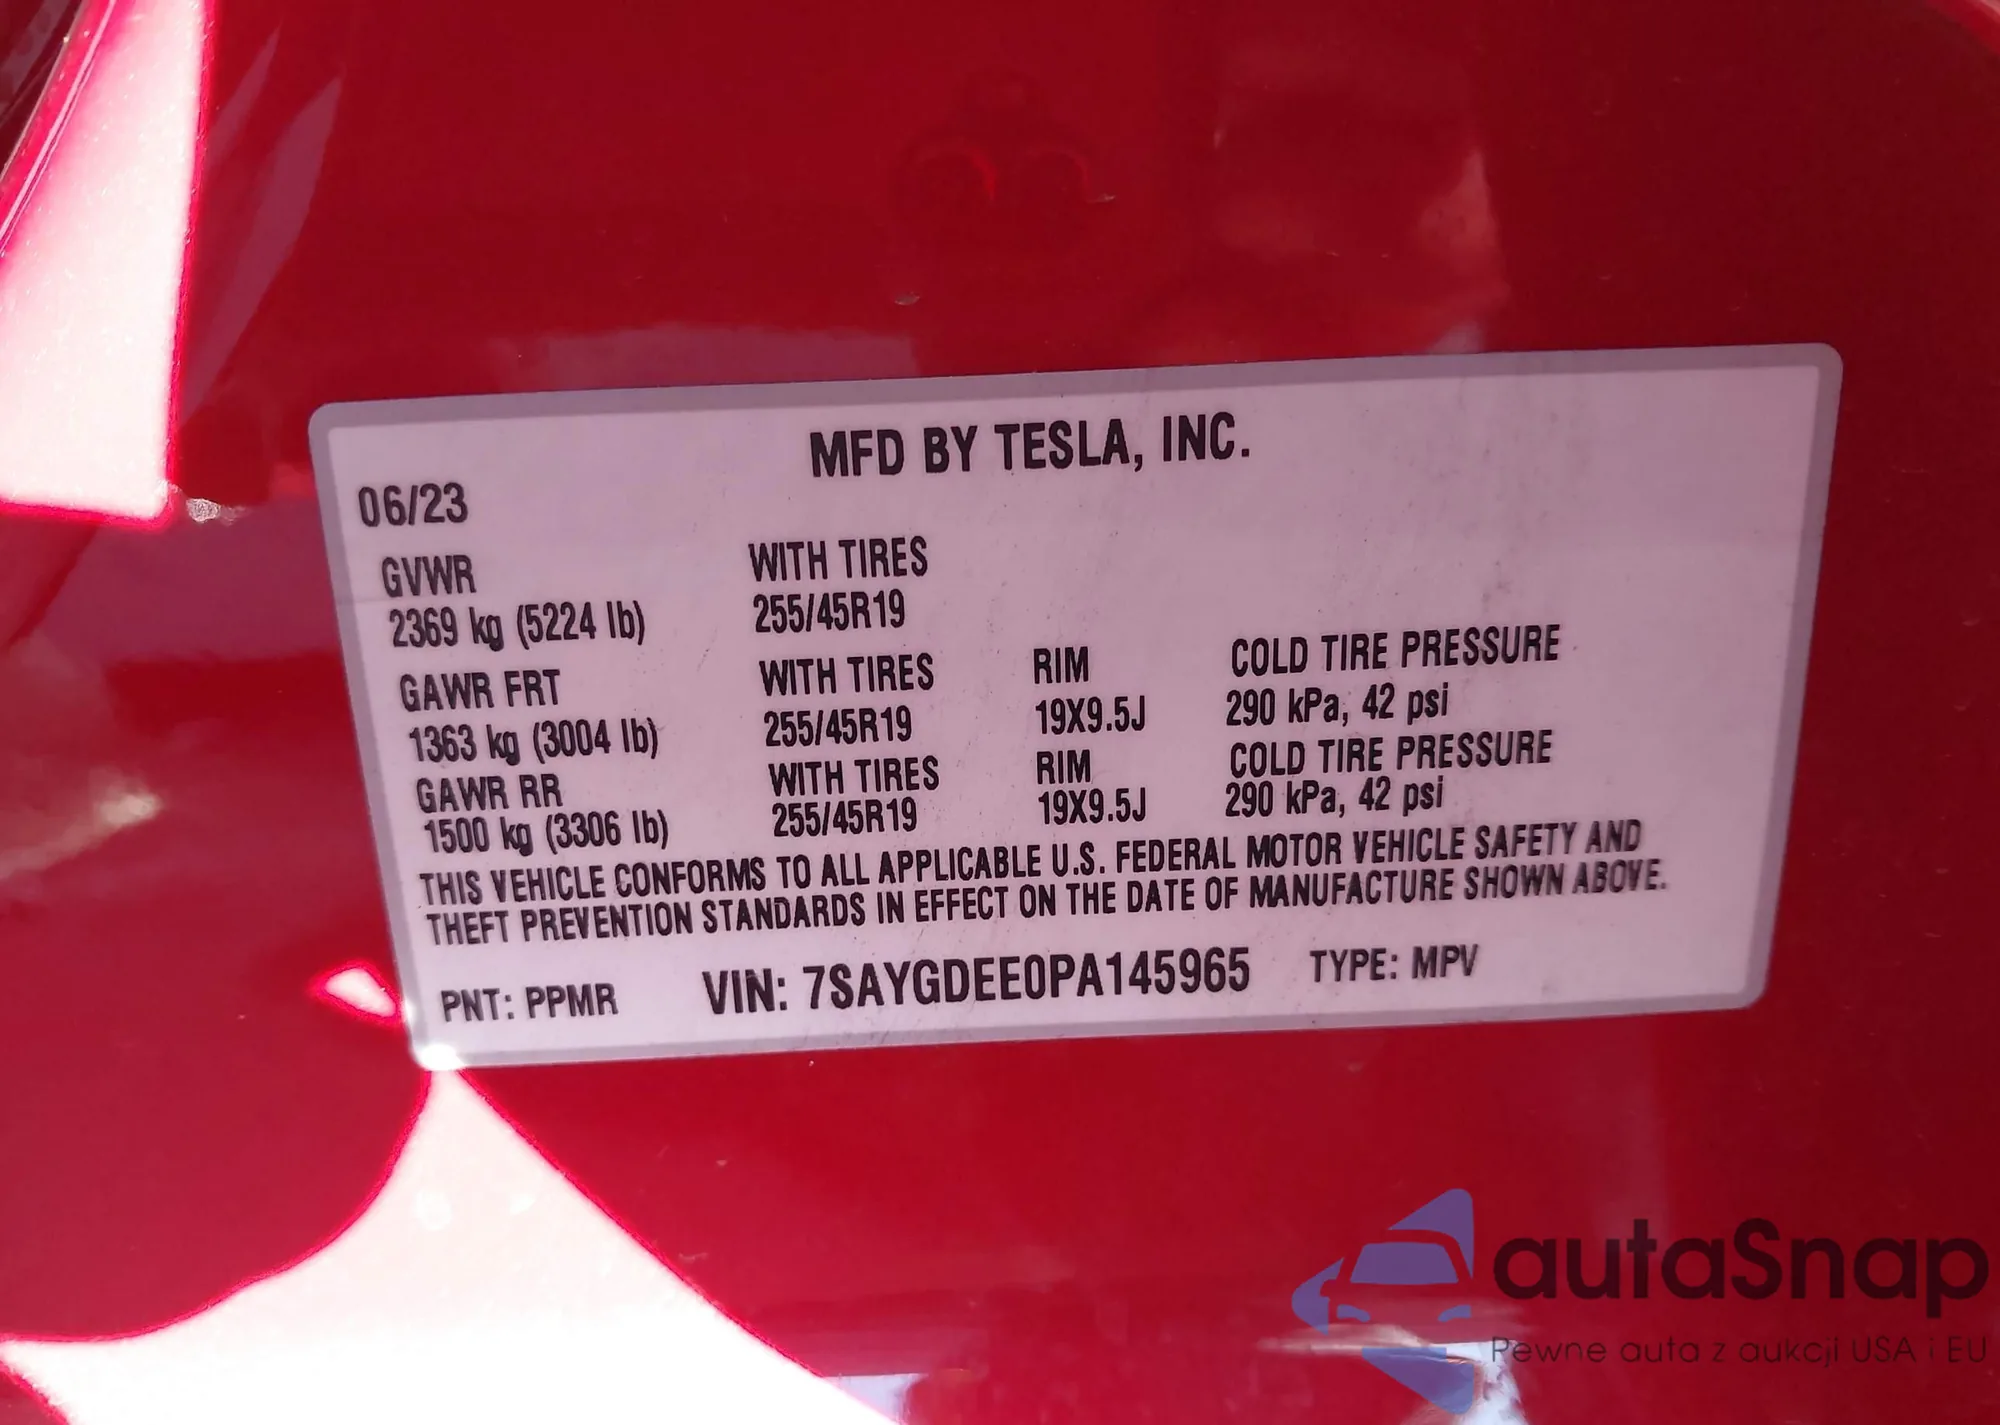 MFD BY TESLA, INC.
06/23
GVWR WITH TIRES
2369 kg (5224 lb) 255/45R19
GAWR FRT WITH TIRES RIM COLD TIRE PRESSURE
1363 kg (3004 lb) 255/45R19 19X9.5J 290 kPa, 42 psi
GAWR RR WITH TIRES RIM COLD TIRE PRESSURE
1500 kg (3306 lb) 255/45R19 19X9.5J 290 kPa, 42 psi
THIS VEHICLE CONFORMS TO ALL APPLICABLE U.S. FEDERAL MOTOR VEHICLE SAFETY AND
THEFT PREVENTION STANDARDS IN EFFECT ON THE DATE OF MANUFACTURE SHOWN ABOVE.
PNT: PPMR VIN: 7SAYGDEE0PA145965 TYPE: MPV
autaSnap
Pewne auta z aukcji USA i EU